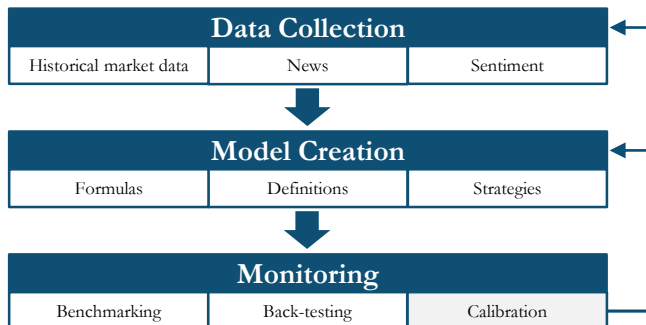 Data Collection
Historical market data News Sentiment
Model Creation
Formulas Definitions Strategies
Monitoring
Benchmarking Back-testing Calibration